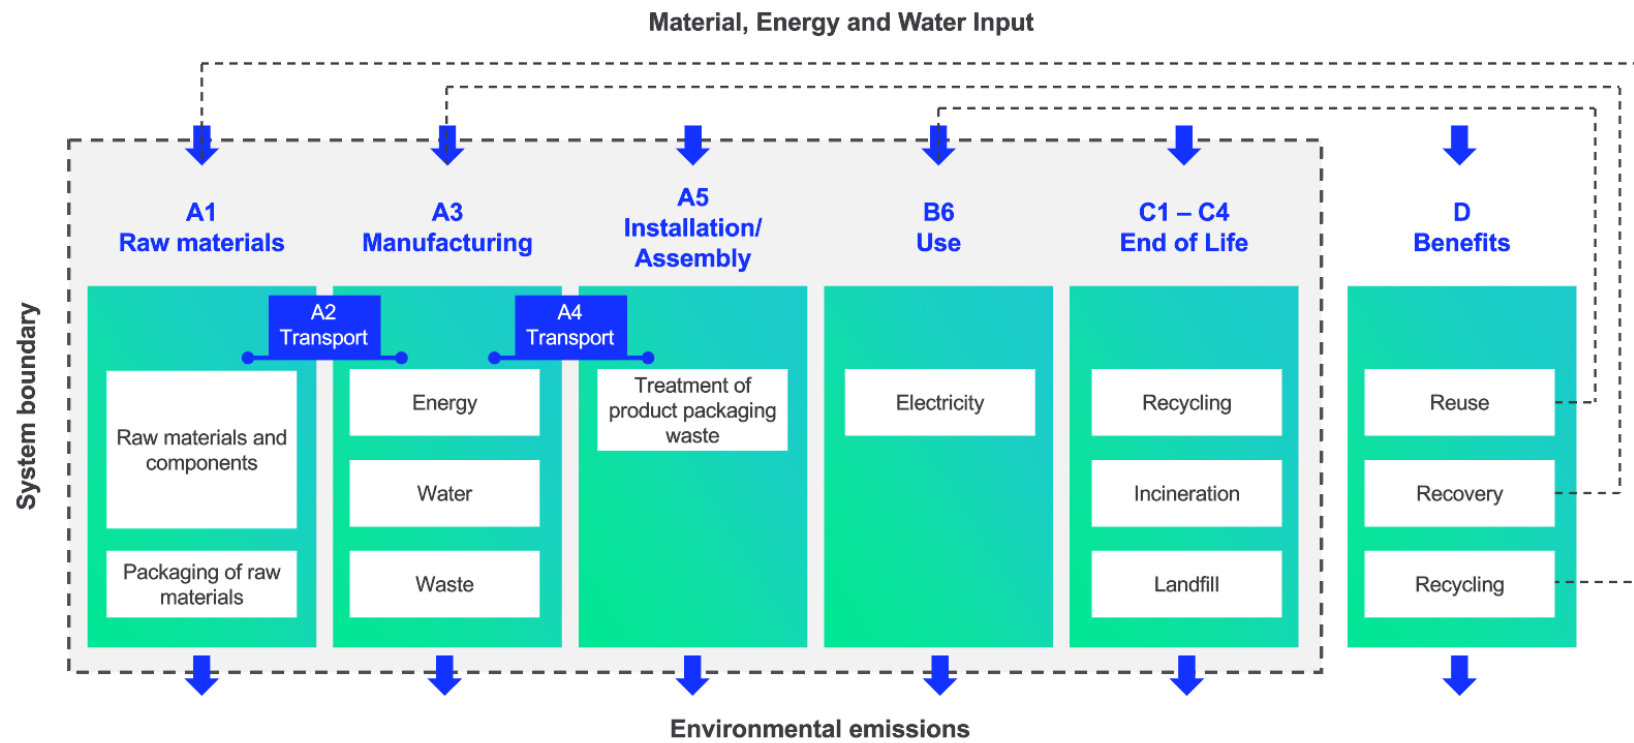 Material, Energy and Water Input
A1
Raw materials
A3
Manufacturing
A5
Installation/
Assembly
B6
Use
C1 – C4
End of Life
D
Benefits
System boundary
A2
Transport
A4
Transport
Raw materials and
components
Packaging of raw
materials
Energy
Water
Waste
Treatment of
product packaging
waste
Electricity
Recycling
Incineration
Landfill
Reuse
Recovery
Recycling
Environmental emissions